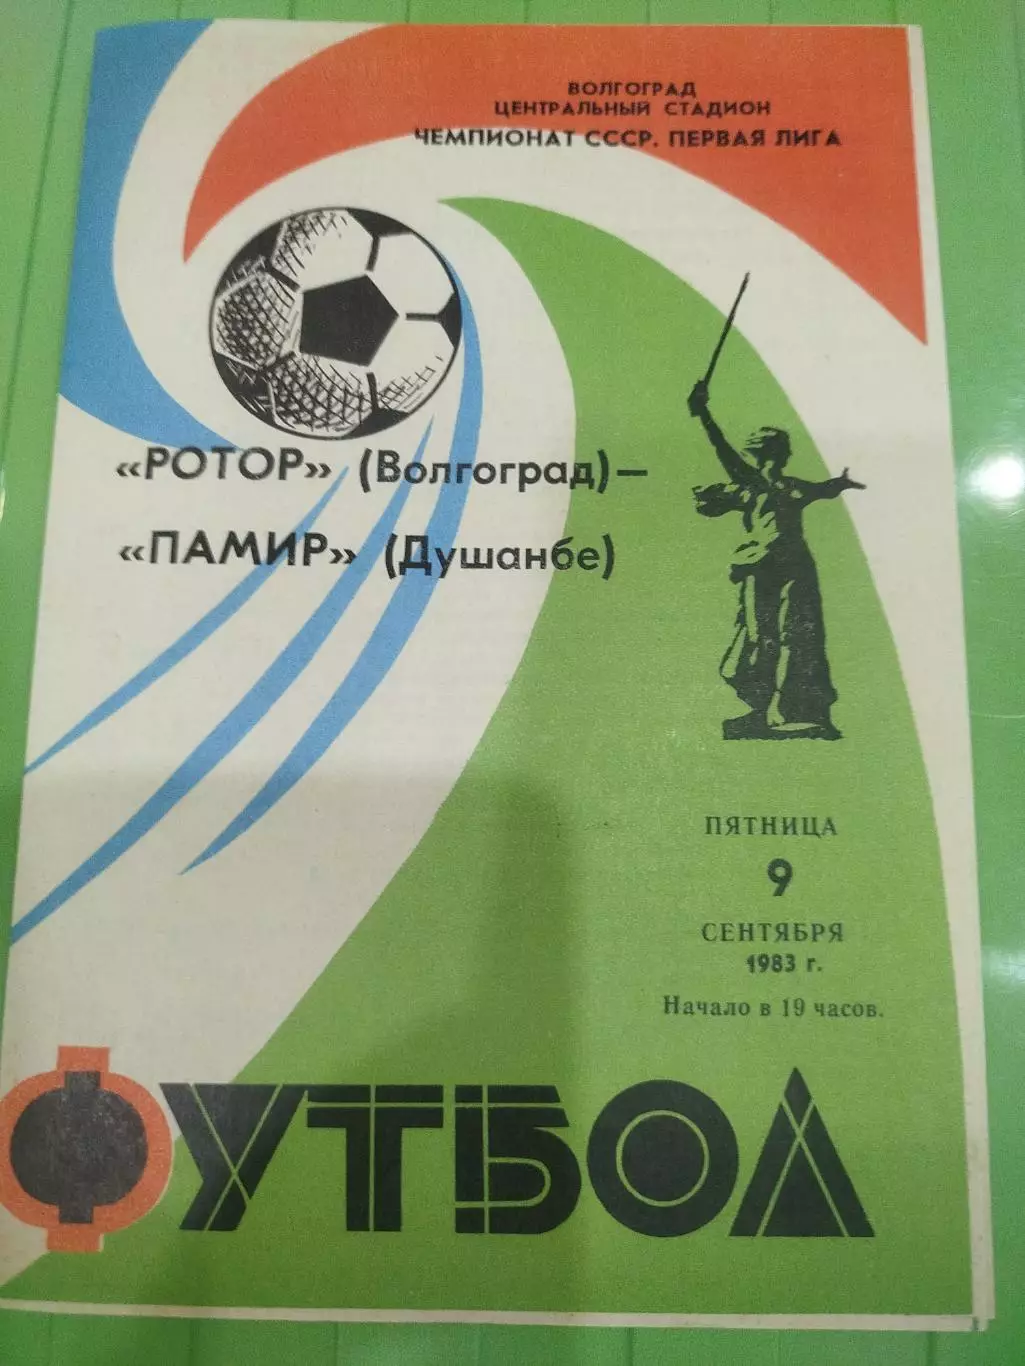 ВОЛГОГРАД
ЦЕНТРАЛЬНЫЙ СТАДИОН
ЧЕМПИОНАТ СССР. ПЕРВАЯ ЛИГА
«РОТОР» (Волгоград)—
«ПАМИР» (Душанбе)
ПЯТНИЦА
9
СЕНТЯБРЯ
1983 г.
Начало в 19 часов.
ФУТБОЛ